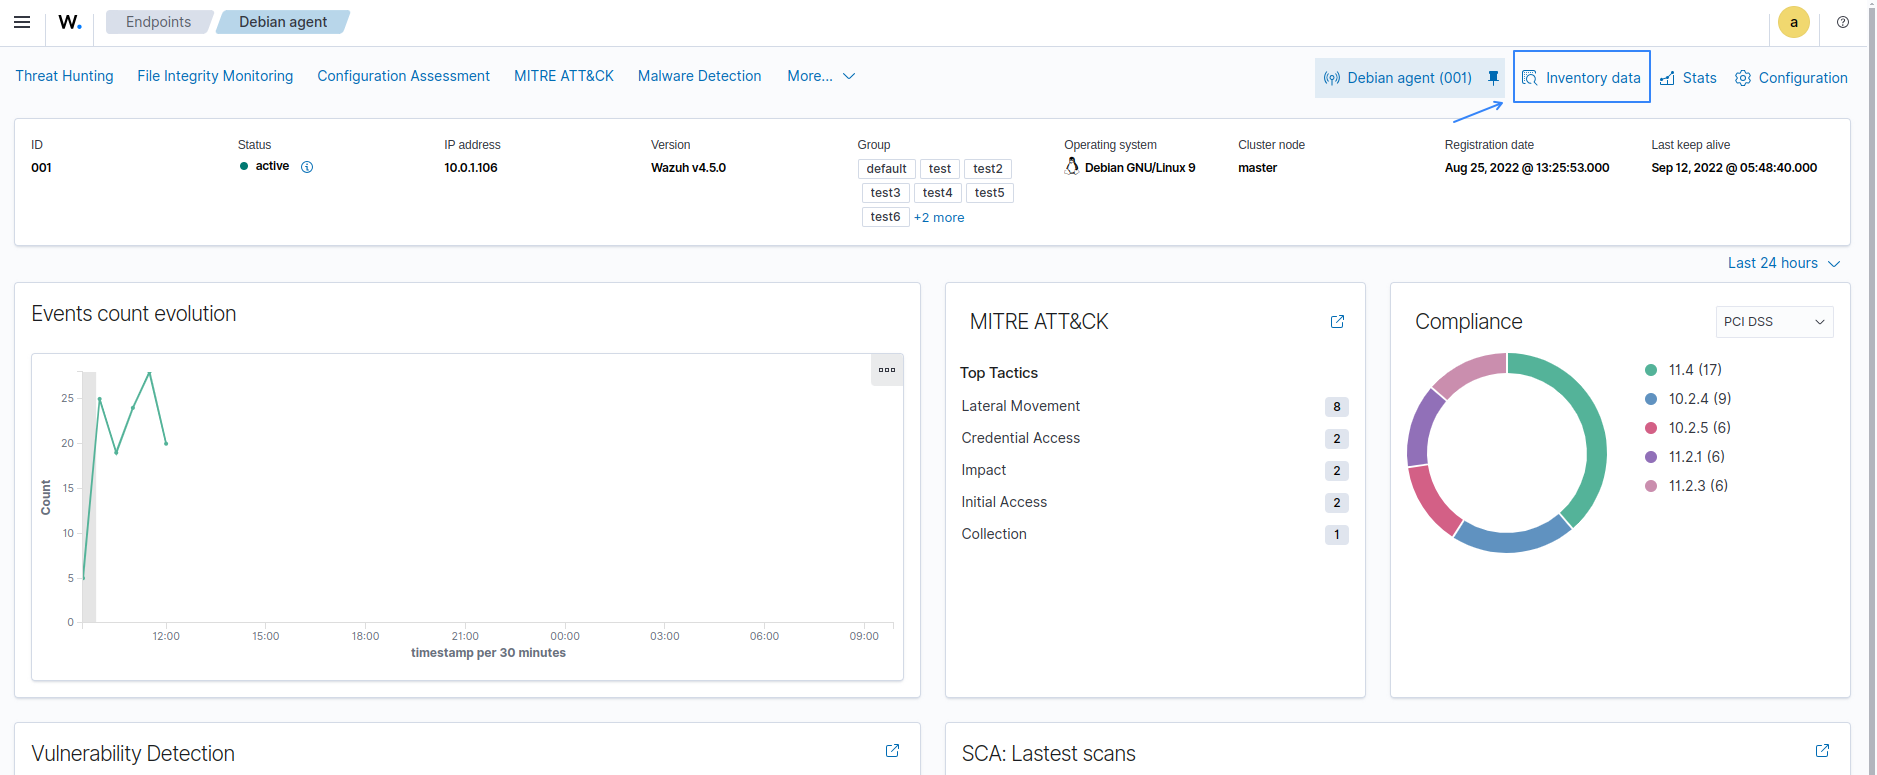 W.
Endpoints
Debian agent
a
Threat Hunting
File Integrity Monitoring
Configuration Assessment
MITRE ATT&CK
Malware Detection
More...
Debian agent (001)
Inventory data
Stats
Configuration
ID
Status
IP address
Version
Group
Operating system
Cluster node
Registration date
Last keep alive
001
active
10.0.1.106
Wazuh v4.5.0
default test test2
test3 test4 test5
test6 +2 more
Debian GNU/Linux 9
master
Aug 25, 2022 @ 13:25:53.000
Sep 12, 2022 @ 05:48:40.000
Last 24 hours
Events count evolution
25
20
15
10
5
0
Count
12:00 15:00 18:00 21:00 00:00 03:00 06:00 09:00
timestamp per 30 minutes
MITRE ATT&CK
Top Tactics
Lateral Movement 8
Credential Access 2
Impact 2
Initial Access 2
Collection 1
Compliance
PCI DSS
11.4 (17)
10.2.4 (9)
10.2.5 (6)
11.2.1 (6)
11.2.3 (6)
Vulnerability Detection
SCA: Lastest scans